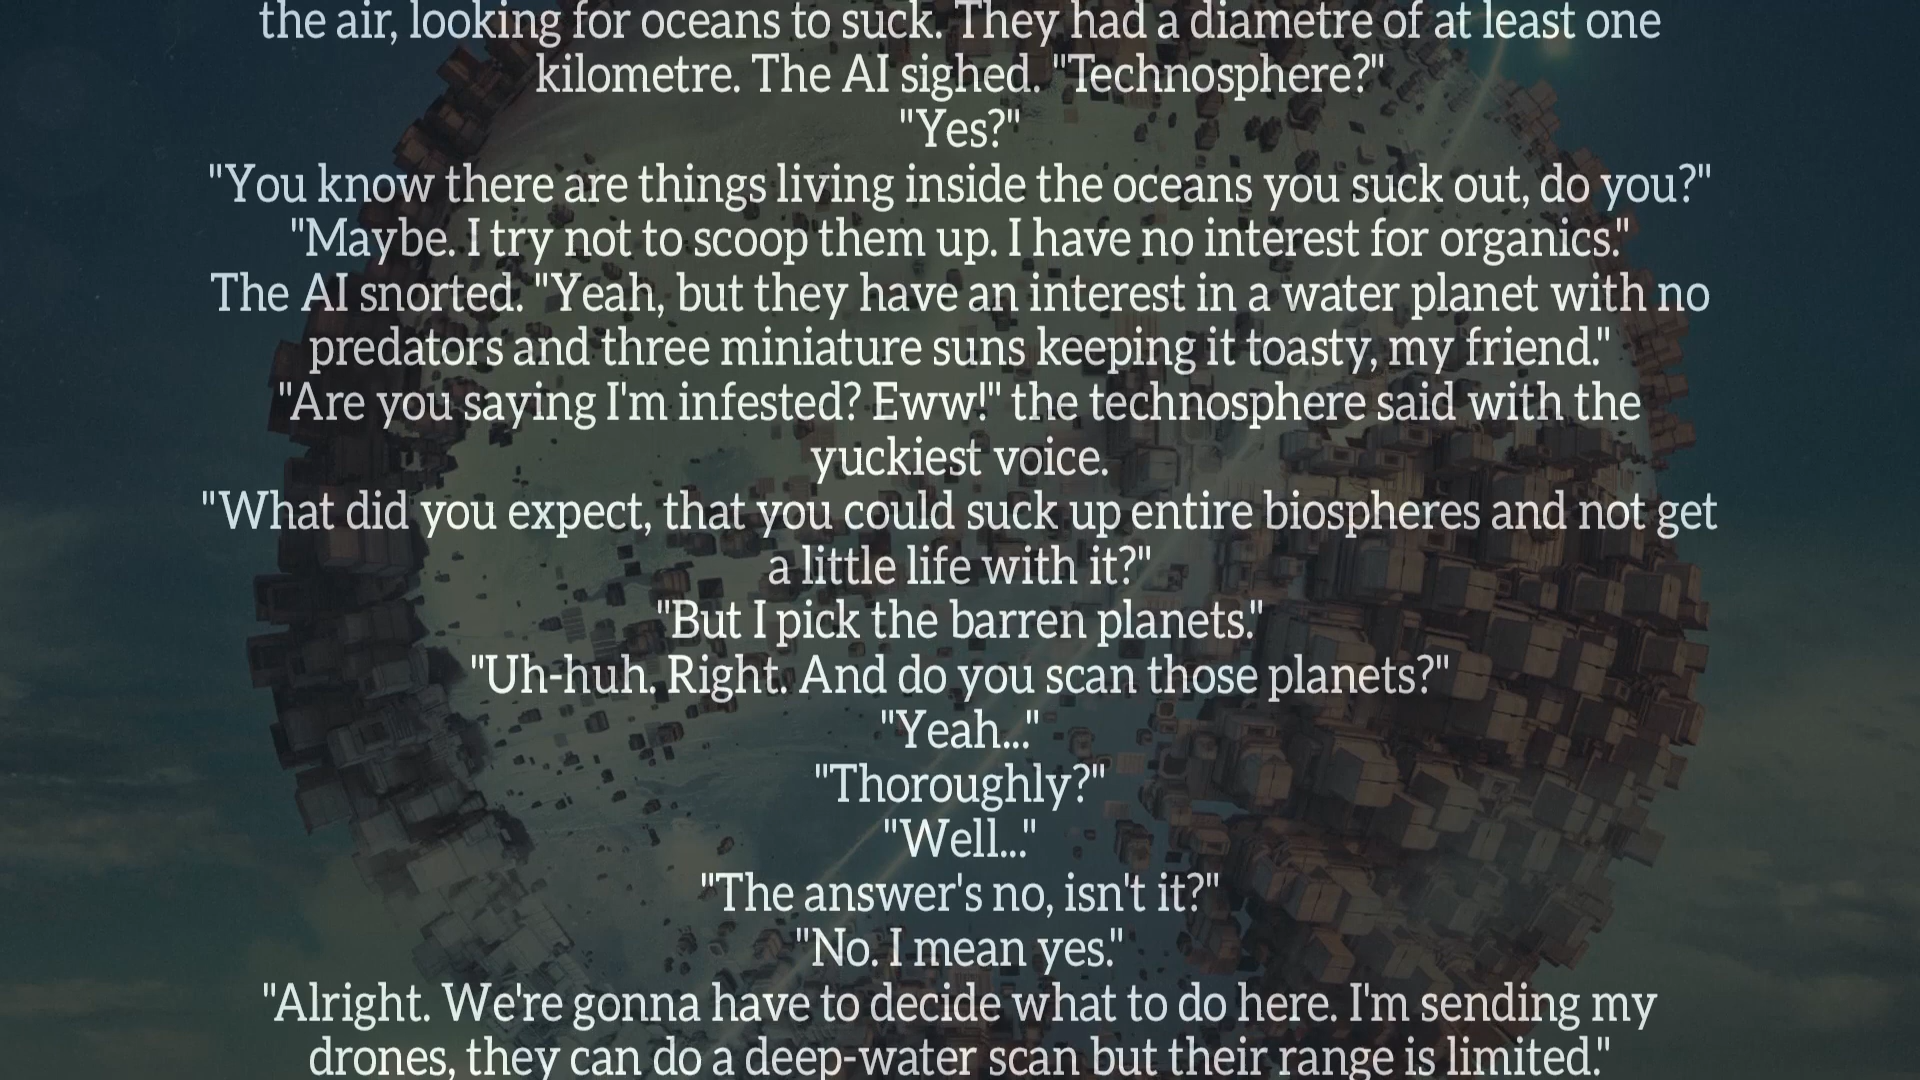 the air, looking for oceans to suck. They had a diametre of at least one
kilometre. The AI sighed. "Technosphere?"
"Yes?"
"You know there are things living inside the oceans you suck out, do you?"
"Maybe. I try not to scoop them up. I have no interest for organics."
The AI snorted. "Yeah, but they have an interest in a water planet with no
predators and three miniature suns keeping it toasty, my friend."
"Are you saying I'm infested? Eww!" the technosphere said with the
yuckiest voice.
"What did you expect, that you could suck up entire biospheres and not get
a little life with it?"
"But I pick the barren planets."
"Uh-huh. Right. And do you scan those planets?"
"Yeah..."
"Thoroughly?"
"Well..."
"The answer's no, isn't it?"
"No. I mean yes."
"Alright. We're gonna have to decide what to do here. I'm sending my
drones, they can do a deep-water scan but their range is limited."